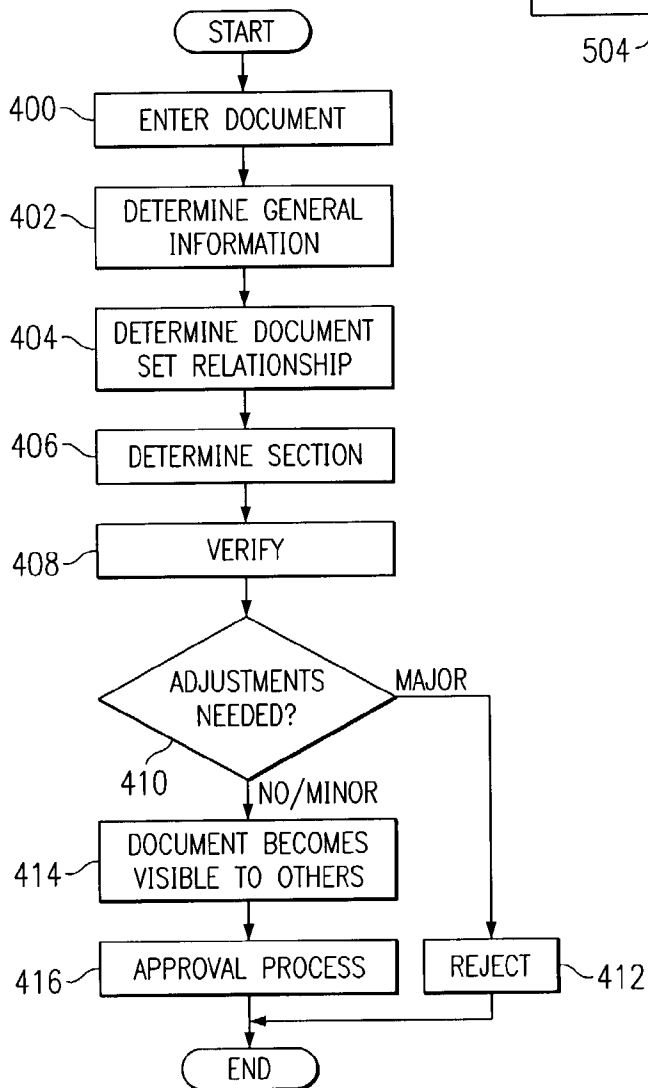 START
504
400
ENTER DOCUMENT
402
DETERMINE GENERAL
INFORMATION
404
DETERMINE DOCUMENT
SET RELATIONSHIP
406
DETERMINE SECTION
408
VERIFY
ADJUSTMENTS
NEEDED?
MAJOR
410
NO/MINOR
414
DOCUMENT BECOMES
VISIBLE TO OTHERS
416
APPROVAL PROCESS
REJECT
412
END